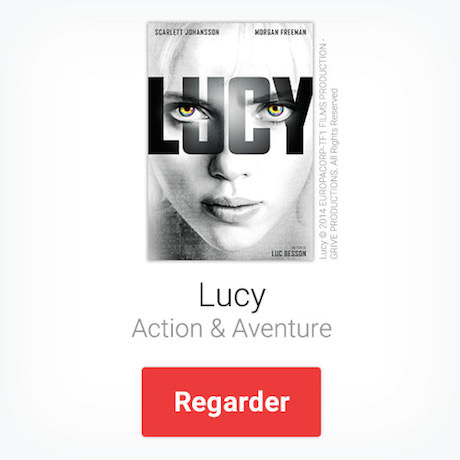 SCARLETT JOHANSSON MORGAN FREEMAN
LUCY
LUC BESSON
Lucy © 2014 EUROPACORP-TF1 FILMS PRODUCTION -
GRIVE PRODUCTIONS. All Rights Reserved
Lucy
Action & Aventure
Regarder